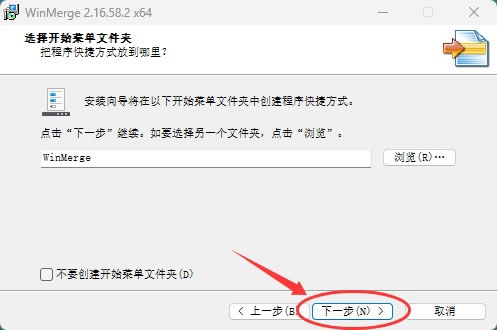 WinMerge 2.16.58.2 x64
选择开始菜单文件夹
把程序快捷方式放到哪里？
安装向导将在以下开始菜单文件夹中创建程序快捷方式。
点击“下一步”继续。如要选择另一个文件夹，点击“浏览”。
WinMerge
浏览(R)…
不要创建开始菜单文件夹(D)
< 上一步(B)
下一步(N) >
取消